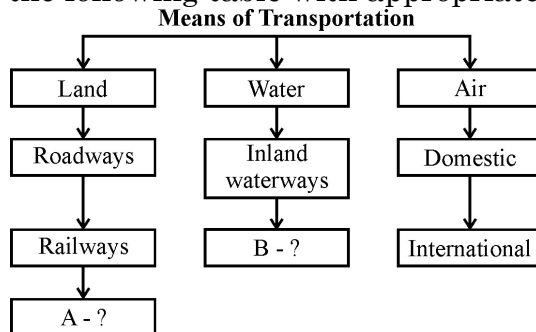 the following table with appropriate
Means of Transportation
Land
Water
Air
Roadways
Inland
waterways
Domestic
Railways
B - ?
International
A - ?